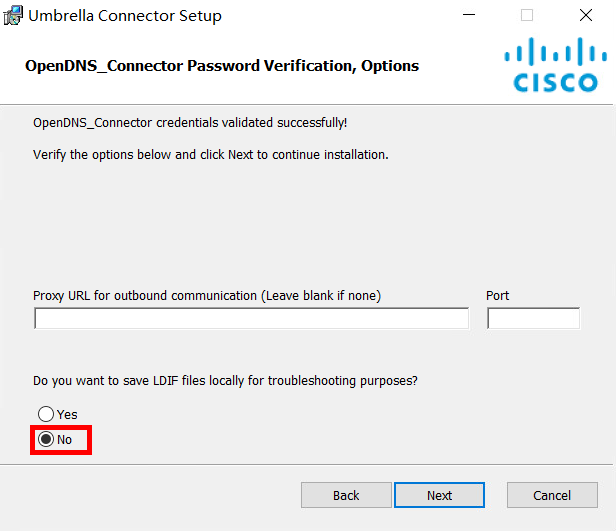 Umbrella Connector Setup
OpenDNS_Connector Password Verification, Options
CISCO
OpenDNS_Connector credentials validated successfully!
Verify the options below and click Next to continue installation.
Proxy URL for outbound communication (Leave blank if none)
Port
Do you want to save LDIF files locally for troubleshooting purposes?
Yes
No
Back
Next
Cancel